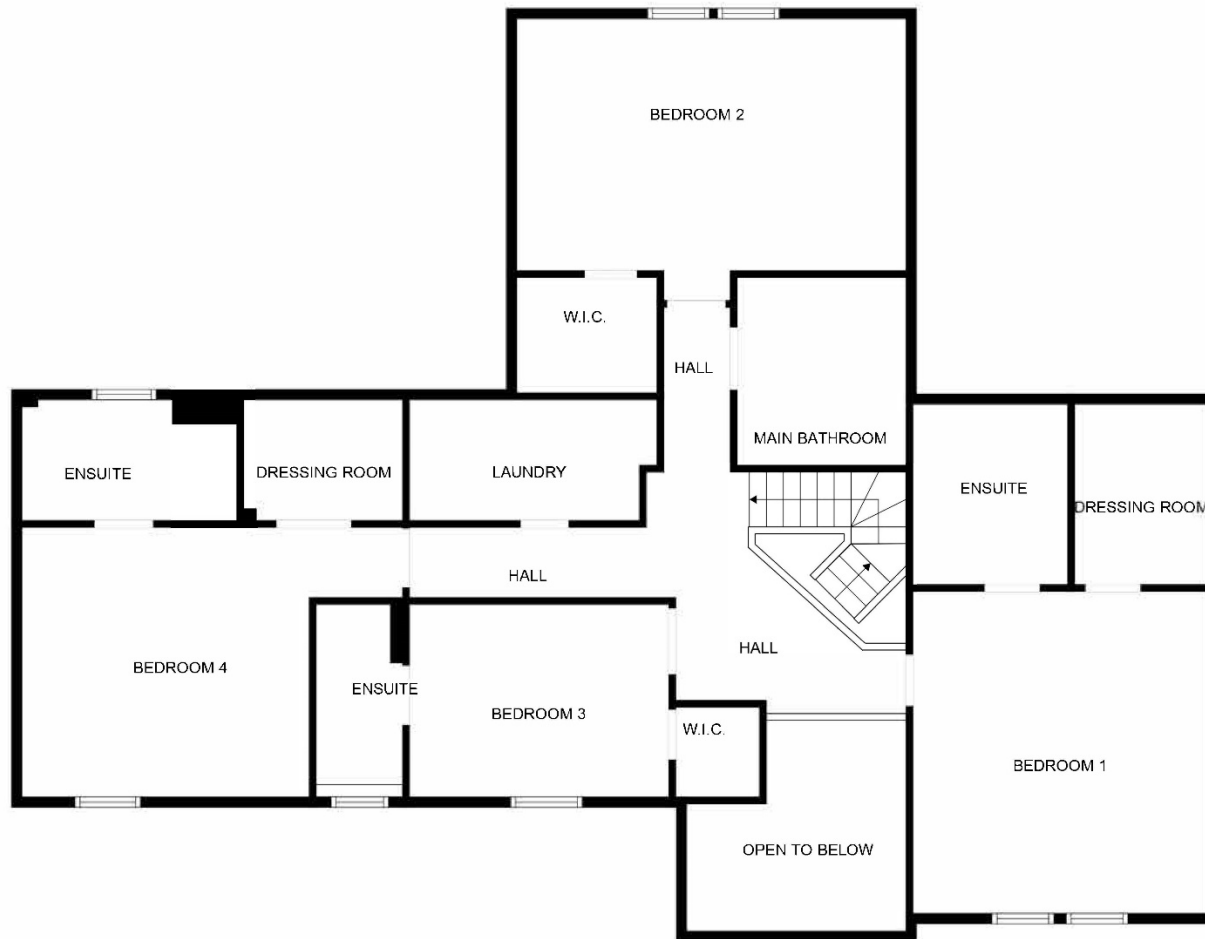 BEDROOM 2
W.I.C.
HALL
MAIN BATHROOM
ENSUITE
DRESSING ROOM
LAUNDRY
ENSUITE
DRESSING ROOM
HALL
HALL
BEDROOM 4
ENSUITE
BEDROOM 3
W.I.C.
BEDROOM 1
OPEN TO BELOW